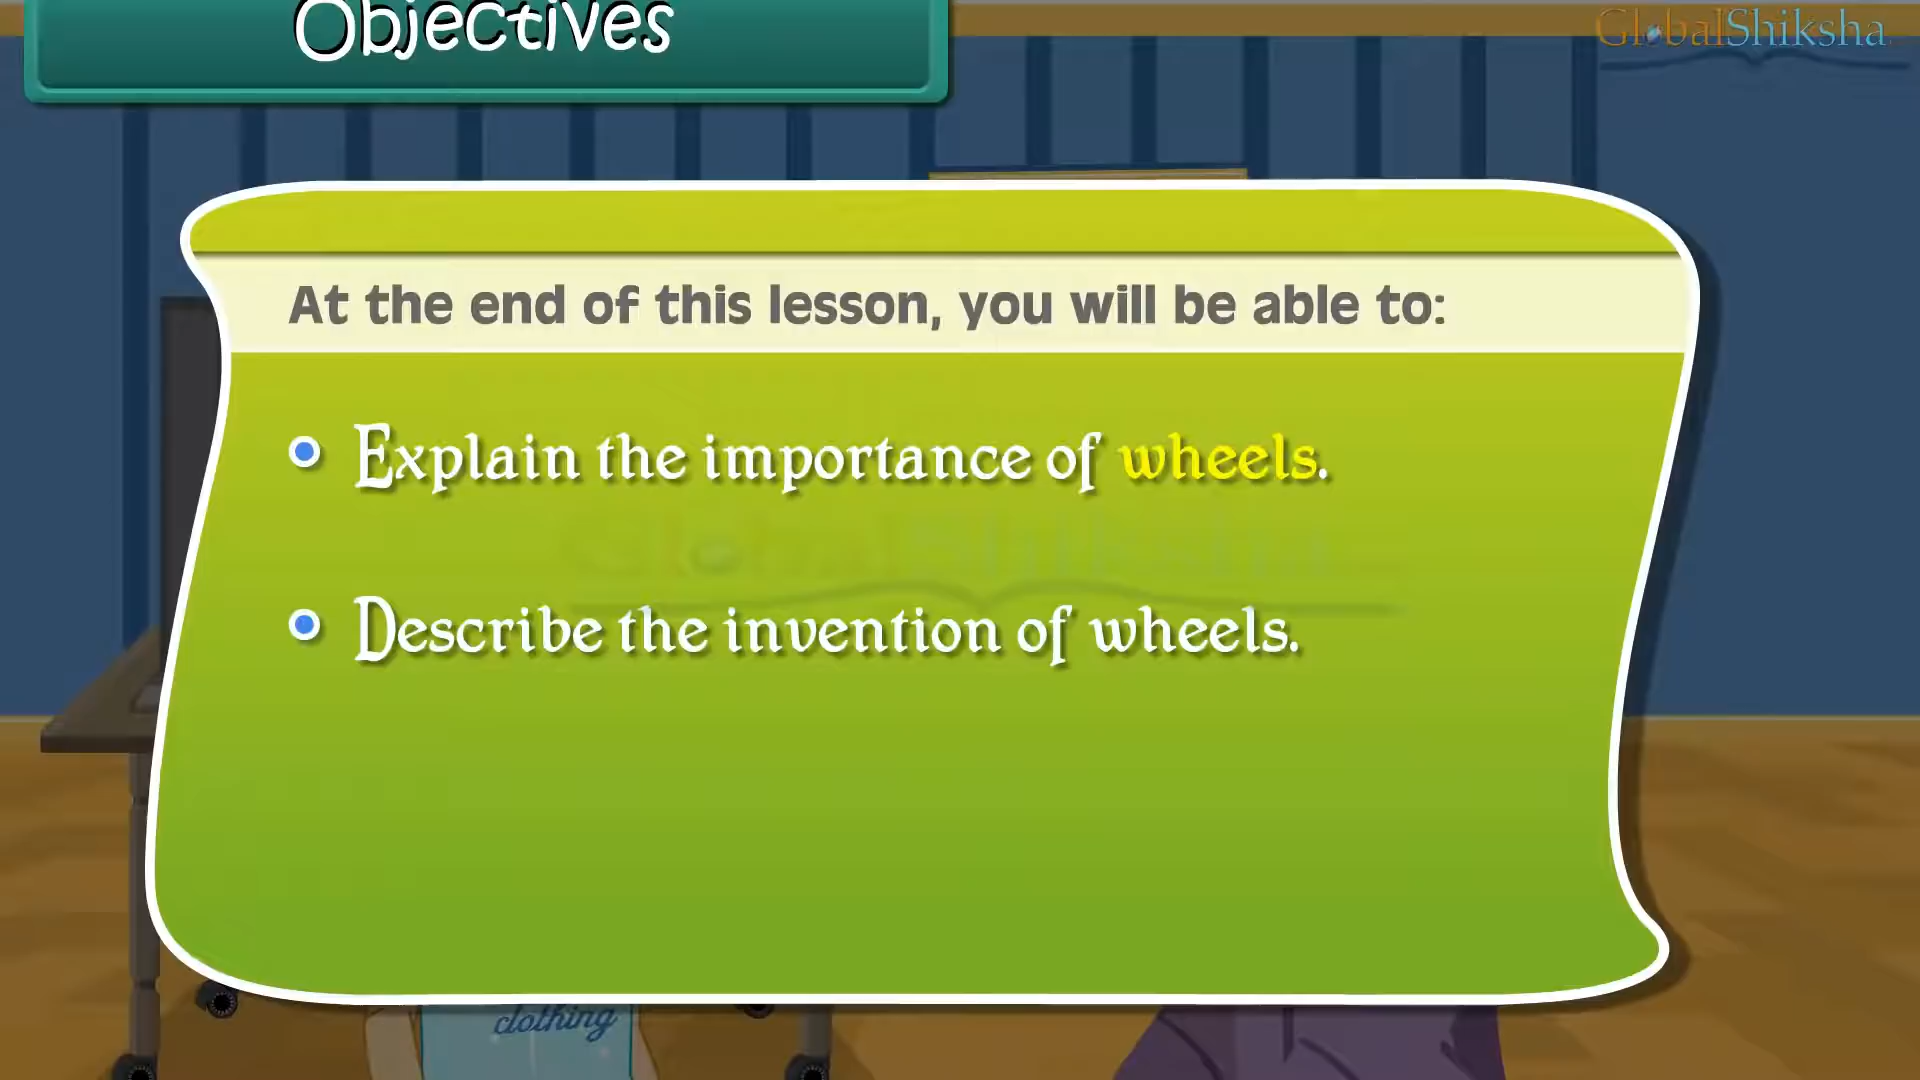 Objectives
GlobalShiksha
At the end of this lesson, you will be able to:
Explain the importance of wheels.
GlobalShiksha
Describe the invention of wheels.
clothing